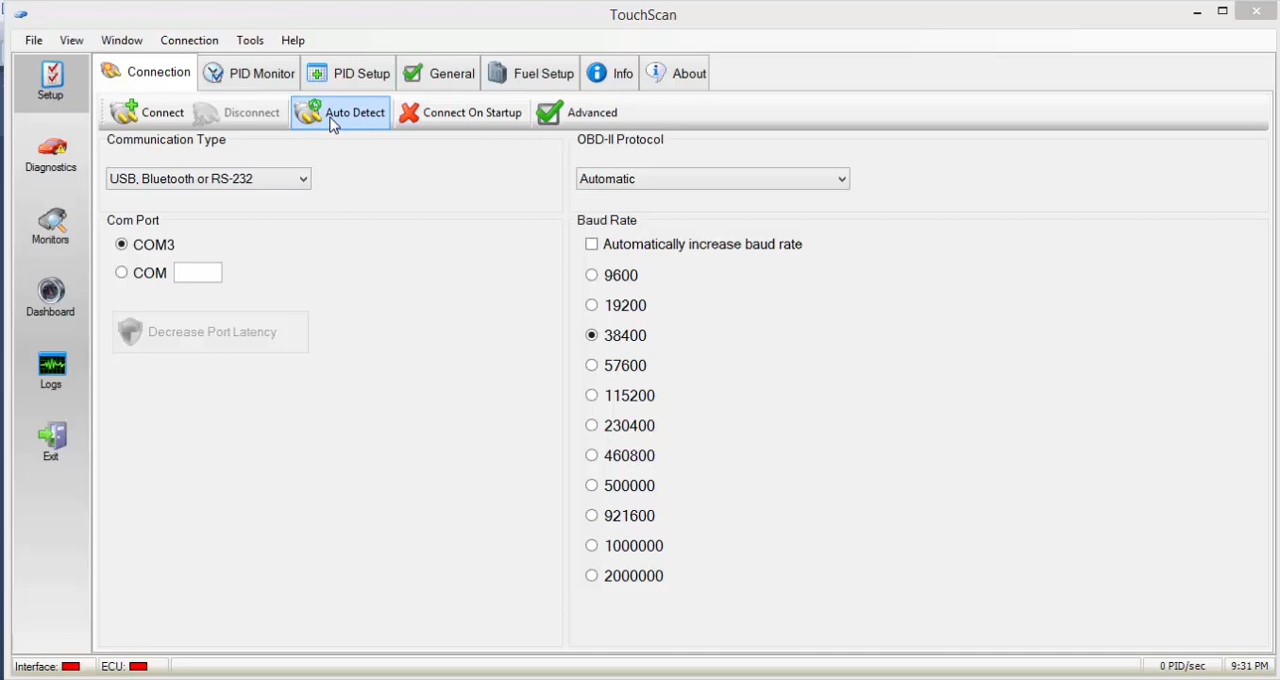 TouchScan
File View Window Connection Tools Help
Setup
Diagnostics
Monitors
Dashboard
Logs
Exit
Connection PID Monitor PID Setup General Fuel Setup Info About
Connect Disconnect Auto Detect Connect On Startup Advanced
Communication Type
USB, Bluetooth or RS-232
Com Port
COM3
COM
Decrease Port Latency
OBD-II Protocol
Automatic
Baud Rate
Automatically increase baud rate
9600
19200
38400
57600
115200
230400
460800
500000
921600
1000000
2000000
Interface: ECU: 0 PID/sec 9:31 PM